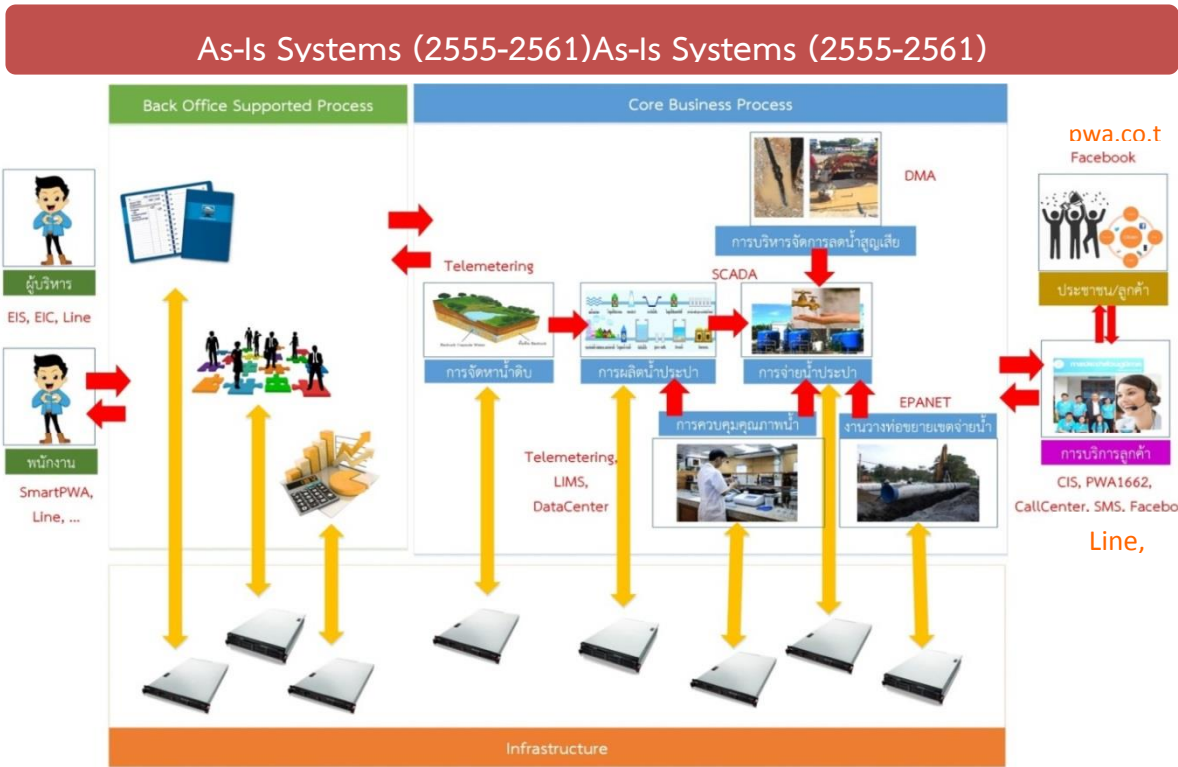 As-Is Systems (2555-2561)As-Is Systems (2555-2561)
Back Office Supported Process
Core Business Process
pwa.co.t
Facebook
DMA
การบริหารจัดการลดน้ำสูญเสีย
ผู้บริหาร
EIS, EIC, Line
Telemetering
SCADA
ประชาชน/ลูกค้า
การจัดหาน้ำดิบ
การผลิตน้ำประปา
การจ่ายน้ำประปา
EPANET
การควบคุมคุณภาพน้ำ
งานวางท่อขยายเขตจ่ายน้ำ
พนักงาน
SmartPWA,
Line, ...
Telemetering,
LIMS,
DataCenter
การบริการลูกค้า
CIS, PWA1662,
CallCenter, SMS, Facebo
Line,
Infrastructure